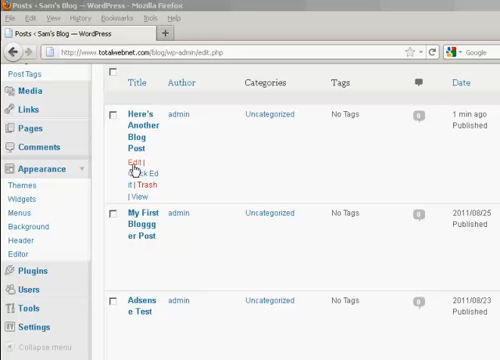 Posts ‹ Sam's Blog — WordPress - Mozilla Firefox
File Edit View History Bookmarks Tools Help
Posts ‹ Sam's Blog — WordPress
http://www.totalwebnet.com/blog/wp-admin/edit.php
Google
Title Author Categories Tags Date
Post Tags
Media
Links
Pages
Comments
Appearance
Themes
Widgets
Menus
Background
Header
Editor
Plugins
Users
Tools
Settings
Collapse menu
Here's Another Blog Post admin Uncategorized No Tags 0 1 min ago Published
Edit |
Quick Ed
it | Trash
| View
My First Blogg
er Post admin Uncategorized No Tags 0 2011/08/25 Published
Adsens
e Test admin Uncategorized No Tags 0 2011/08/23 Published